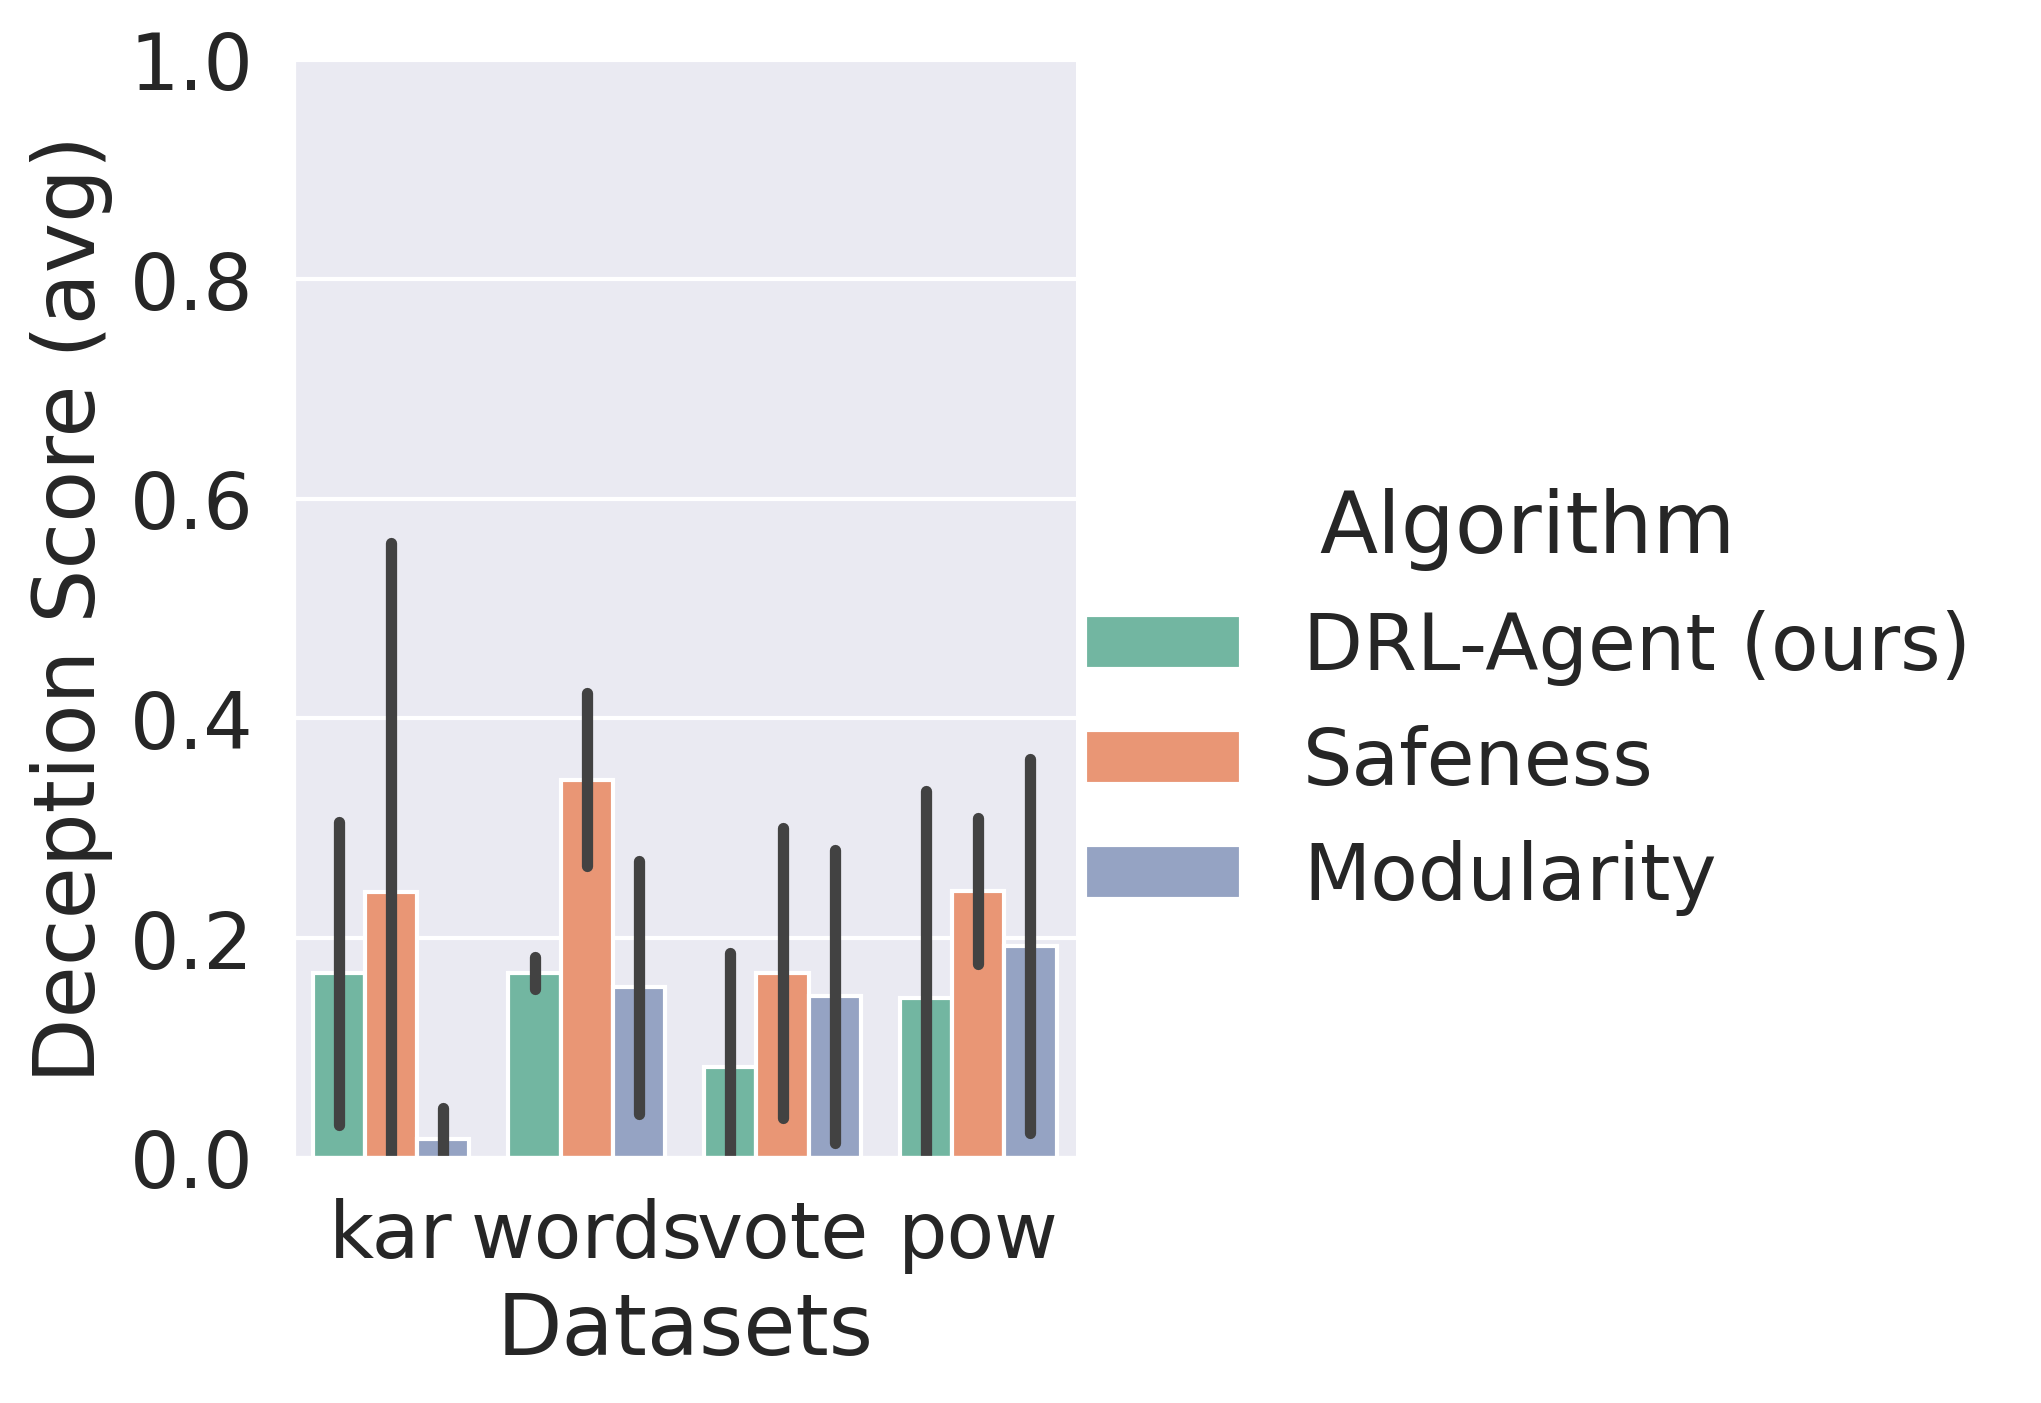 Deception Score (avg)
1.0
0.8
0.6
0.4
0.2
0.0
kar words vote pow
Datasets
Algorithm
DRL-Agent (ours)
Safeness
Modularity